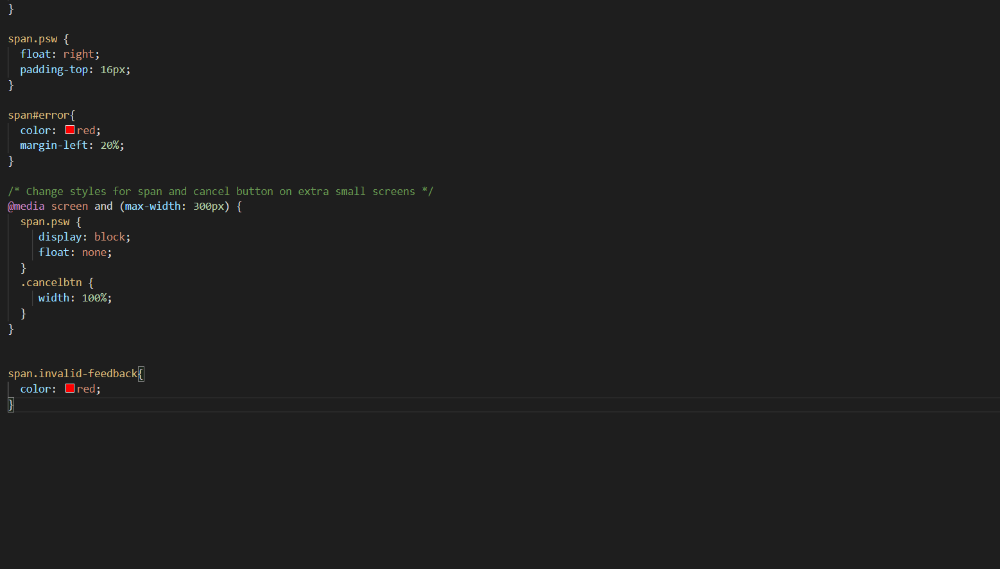 }

span.psw {
  float: right;
  padding-top: 16px;
}

span#error{
  color: red;
  margin-left: 20%;
}

/* Change styles for span and cancel button on extra small screens */
@media screen and (max-width: 300px) {
  span.psw {
     display: block;
     float: none;
  }
  .cancelbtn {
     width: 100%;
  }
}


span.invalid-feedback{
  color: red;
}